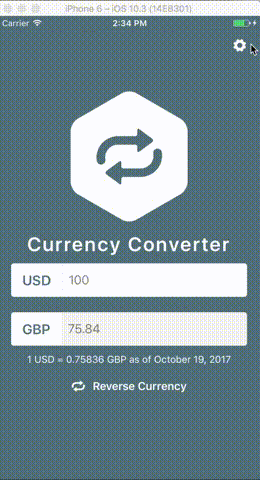 iPhone 6 – iOS 10.3 (14E8301)
Carrier 2:34 PM
Currency Converter
USD 100
GBP 75.84
1 USD = 0.75836 GBP as of October 19, 2017
Reverse Currency